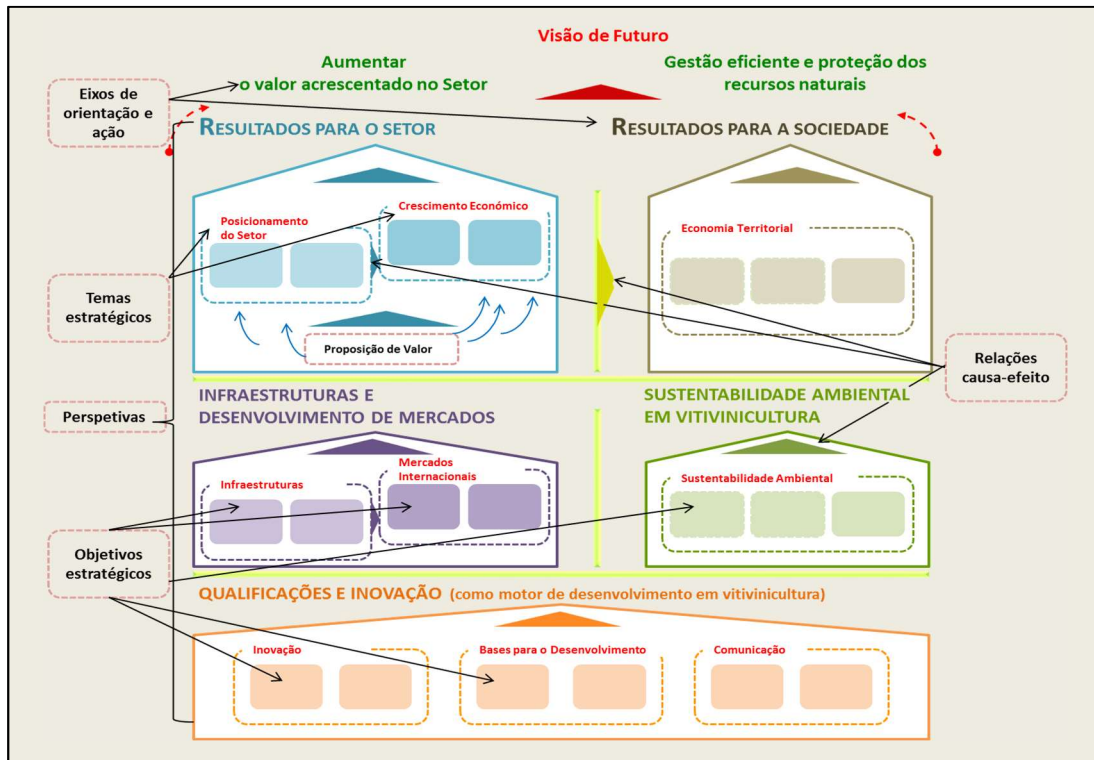 Visão de Futuro
Aumentar
o valor acrescentado no Setor
Gestão eficiente e proteção dos
recursos naturais
Eixos de
orientação e
ação
RESULTADOS PARA O SETOR
RESULTADOS PARA A SOCIEDADE
Posicionamento
do Setor
Crescimento Económico
Economia Territorial
Temas
estratégicos
Proposição de Valor
Relações
causa-efeito
INFRAESTRUTURAS E
DESENVOLVIMENTO DE MERCADOS
SUSTENTABILIDADE AMBIENTAL
EM VITIVINICULTURA
Perspetivas
Infraestruturas
Mercados
Internacionais
Sustentabilidade Ambiental
Objetivos
estratégicos
QUALIFICAÇÕES E INOVAÇÃO (como motor de desenvolvimento em vitivinicultura)
Inovação
Bases para o Desenvolvimento
Comunicação